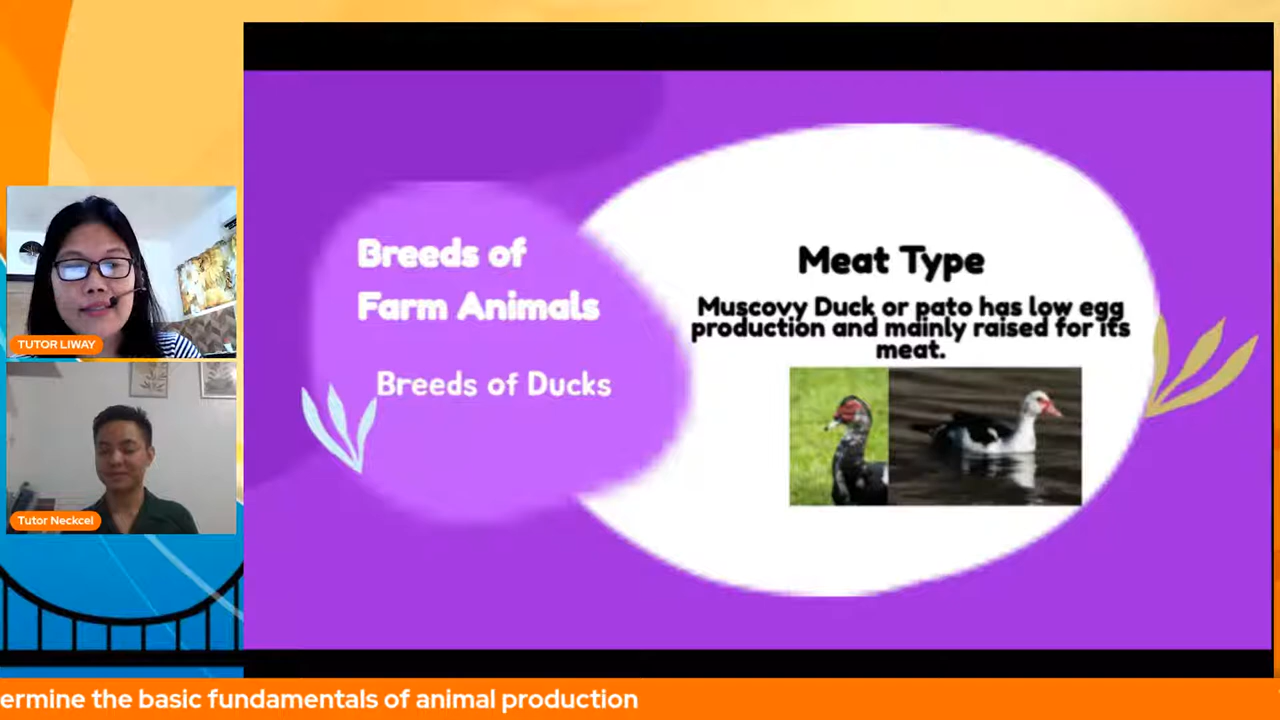 TUTOR LIWAY
Tutor Neckcel
Breeds of
Farm Animals
Breeds of Ducks
Meat Type
Muscovy Duck or pato has low egg
production and mainly raised for its
meat.
ermine the basic fundamentals of animal production